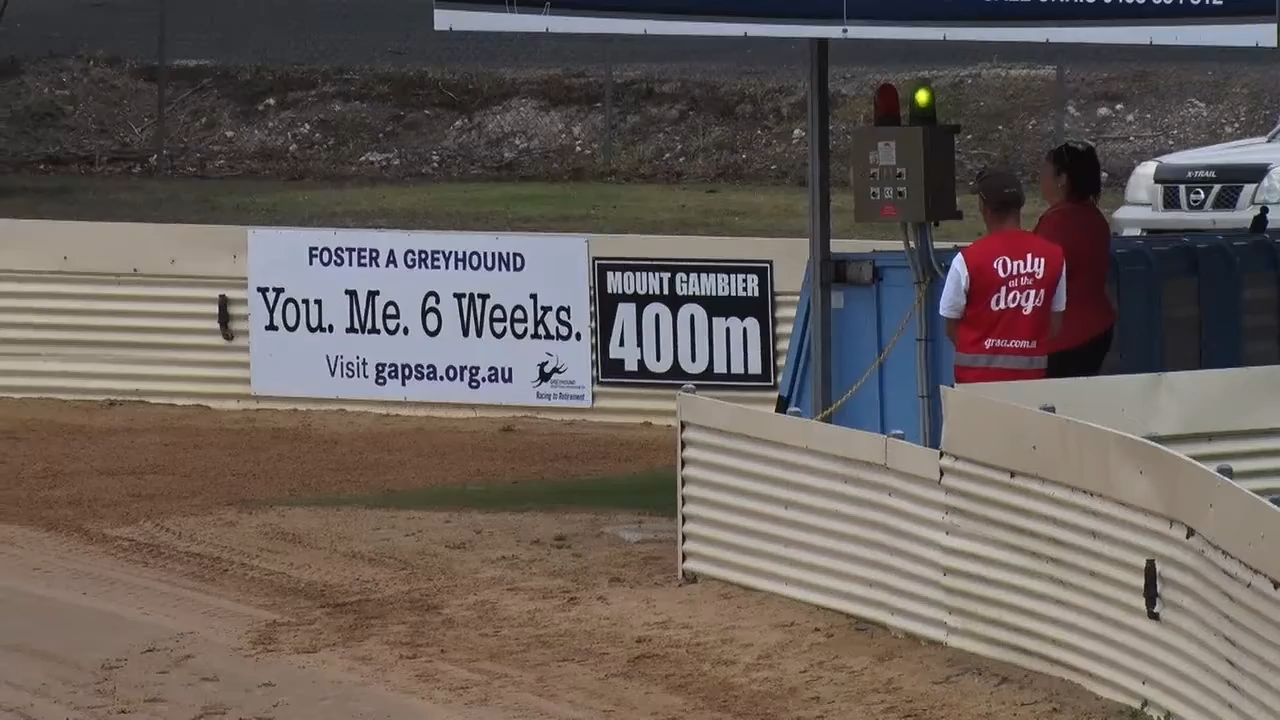 X-TRAIL
FOSTER A GREYHOUND
You. Me. 6 Weeks.
Visit gapsa.org.au
GREYHOUND
Racing to Retirement
MOUNT GAMBIER
400m
Only
at the
dogs
grsa.com.a